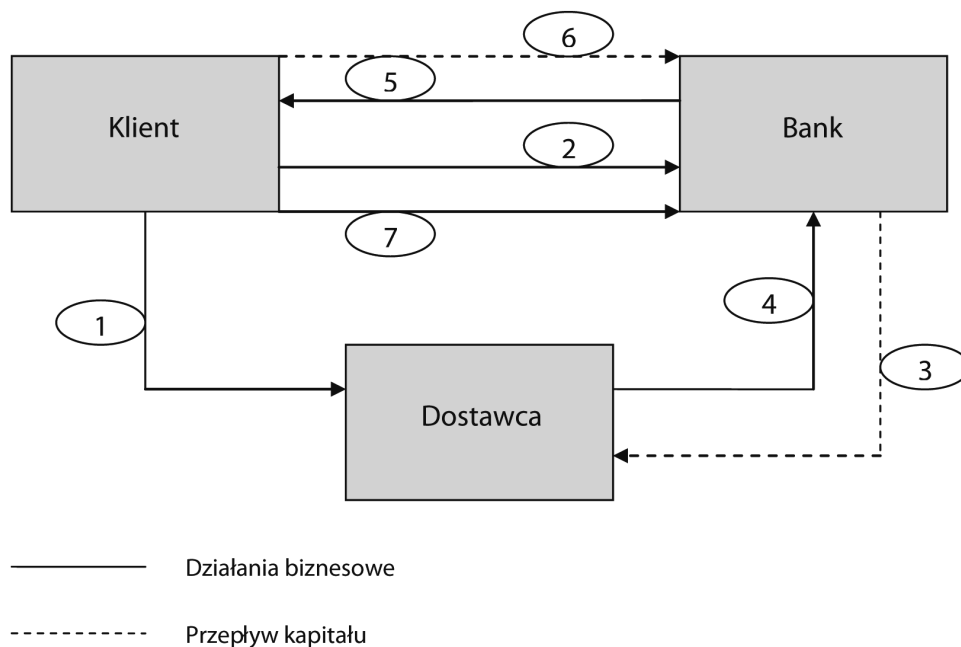 6
5
Klient
Bank
2
7
1
4
3
Dostawca
Działania biznesowe
Przepływ kapitału